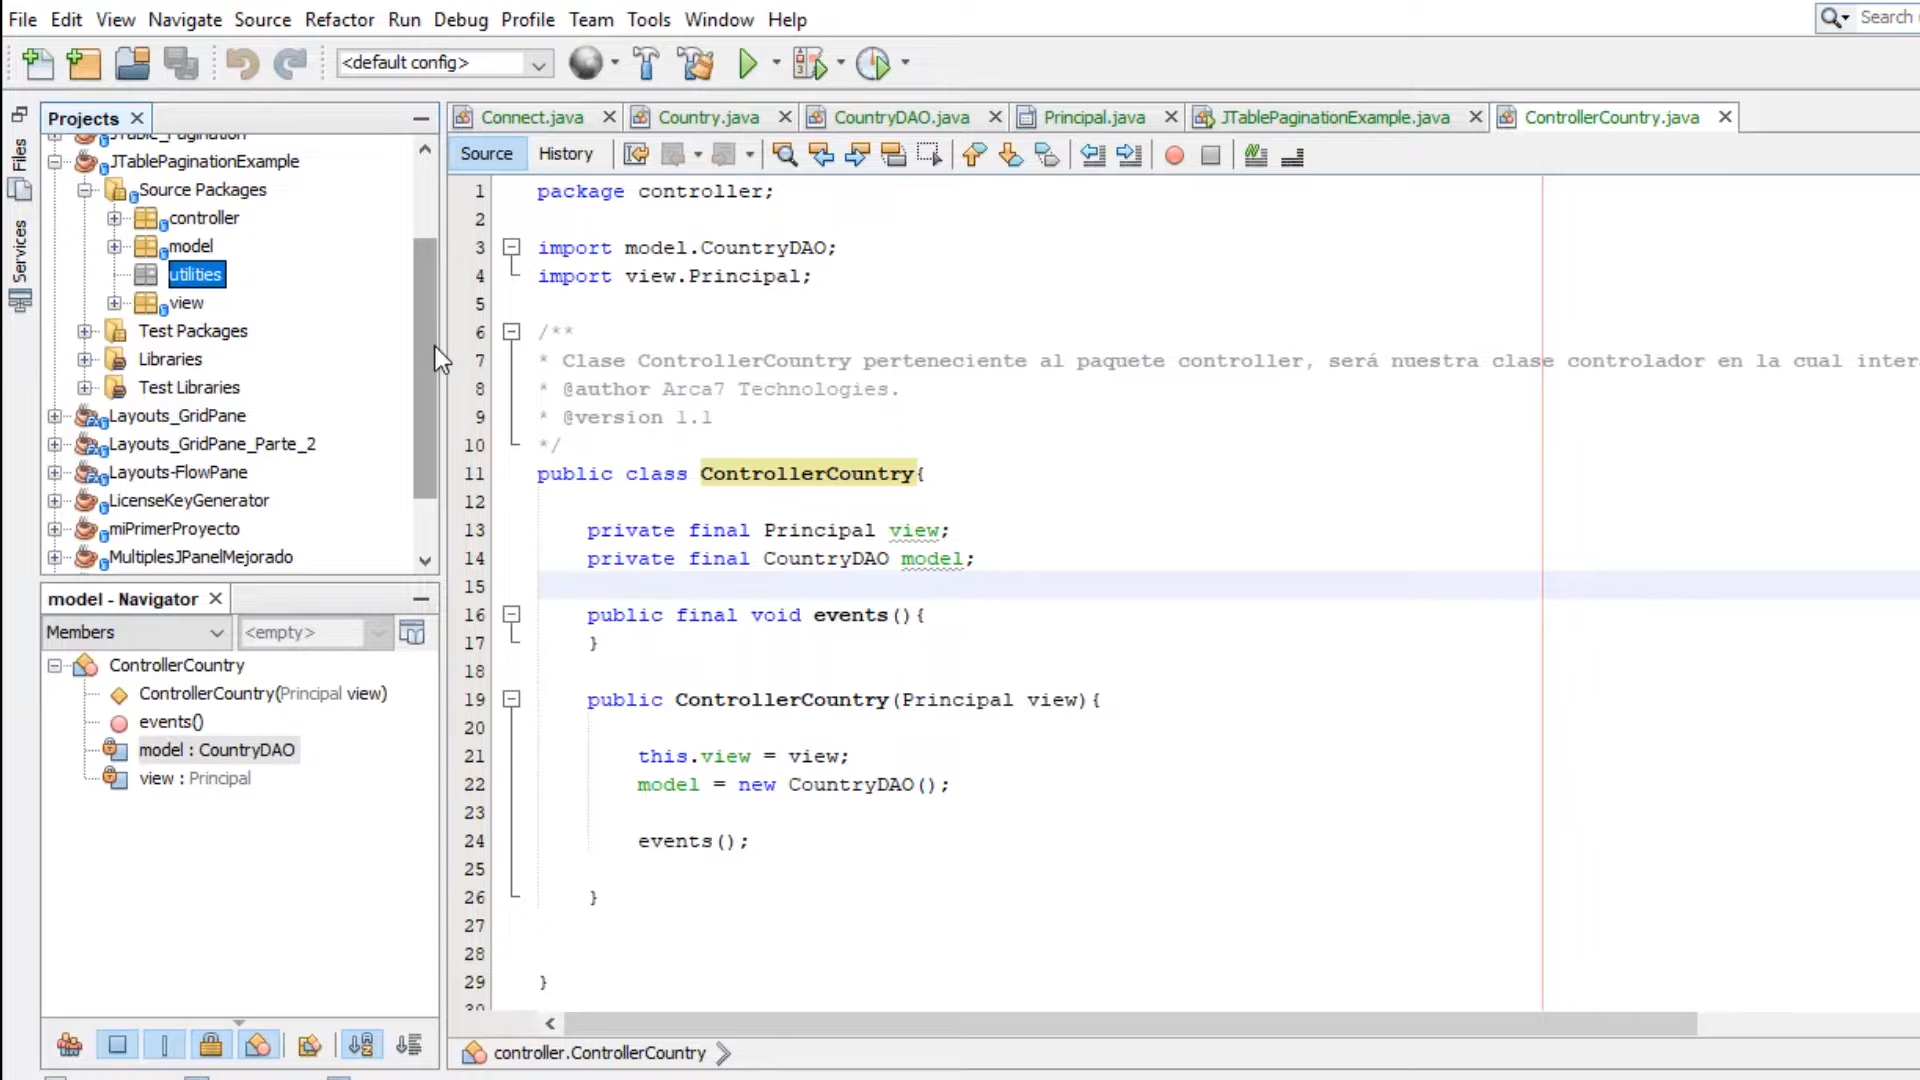 File Edit View Navigate Source Refactor Run Debug Profile Team Tools Window Help
Search
<default config>
Projects
Files
Services
JTable_Pagination
JTablePaginationExample
Source Packages
controller
model
utilities
view
Test Packages
Libraries
Test Libraries
Layouts_GridPane
Layouts_GridPane_Parte_2
Layouts-FlowPane
LicenseKeyGenerator
miPrimerProyecto
MultiplesJPanelMejorado
model - Navigator
Members <empty>
ControllerCountry
ControllerCountry(Principal view)
events()
model : CountryDAO
view : Principal
Connect.java Country.java CountryDAO.java Principal.java JTablePaginationExample.java ControllerCountry.java
Source History
1 package controller;
2
3 import model.CountryDAO;
4 import view.Principal;
5
6 /**
7 * Clase ControllerCountry perteneciente al paquete controller, será nuestra clase controlador en la cual inter
8 * @author Arca7 Technologies.
9 * @version 1.1
10 */
11 public class ControllerCountry{
12
13 private final Principal view;
14 private final CountryDAO model;
15
16 public final void events(){
17 }
18
19 public ControllerCountry(Principal view){
20
21 this.view = view;
22 model = new CountryDAO();
23
24 events();
25
26 }
27
28
29 }
30
controller.ControllerCountry